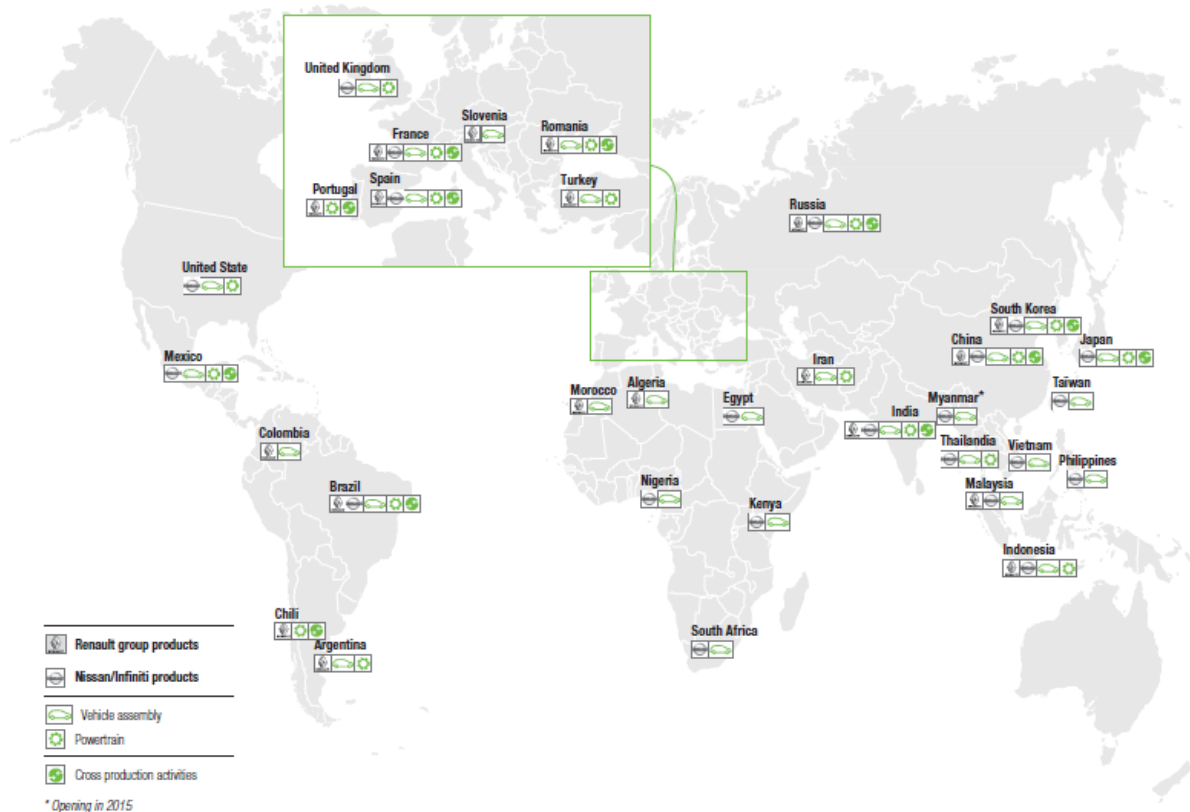 United Kingdom
Slovenia
Romania
France
Spain
Portugal
Turkey
Russia
United State
South Korea
China
Japan
Mexico
Iran
Morocco
Algeria
Egypt
Myanmar*
Taïwan
India
Colombia
Thaïlandia
Vietnam
Philippines
Brazil
Nigeria
Malaysia
Kenya
Indonesia
Chili
Argentina
South Africa
Renault group products
Nissan/Infiniti products
Vehicle assembly
Powertrain
Cross production activities
* Opening in 2015